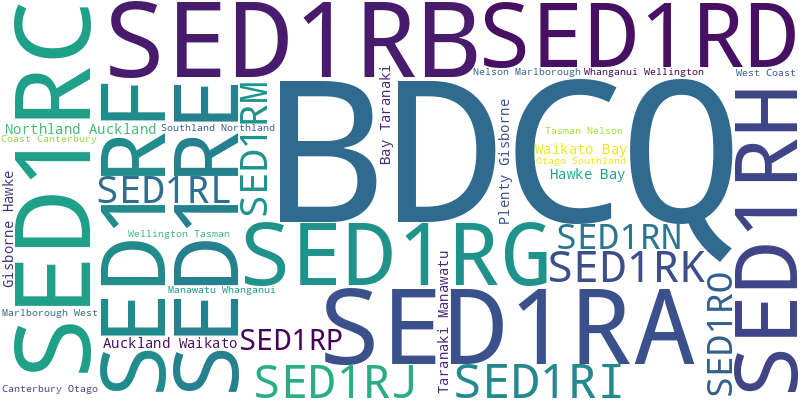 SED1RC
SED1RB
SED1RD
Nelson Marlborough
Whanganui Wellington
West Coast
SED1RF
SED1RE
SED1RM
Bay Taranaki
BDCQ
Plenty Gisborne
SED1RH
Northland Auckland
Southland Northland
Coast Canterbury
Tasman Nelson
Waikato Bay
Otago Southland
Hawke Bay
Gisborne Hawke
SED1RL
Wellington Tasman
SED1RG
SED1RN
SED1RK
Manawatu Whanganui
Taranaki Manawatu
SED1RA
SED1RO
Marlborough West
Auckland Waikato
SED1RP
SED1RJ
SED1RI
Canterbury Otago